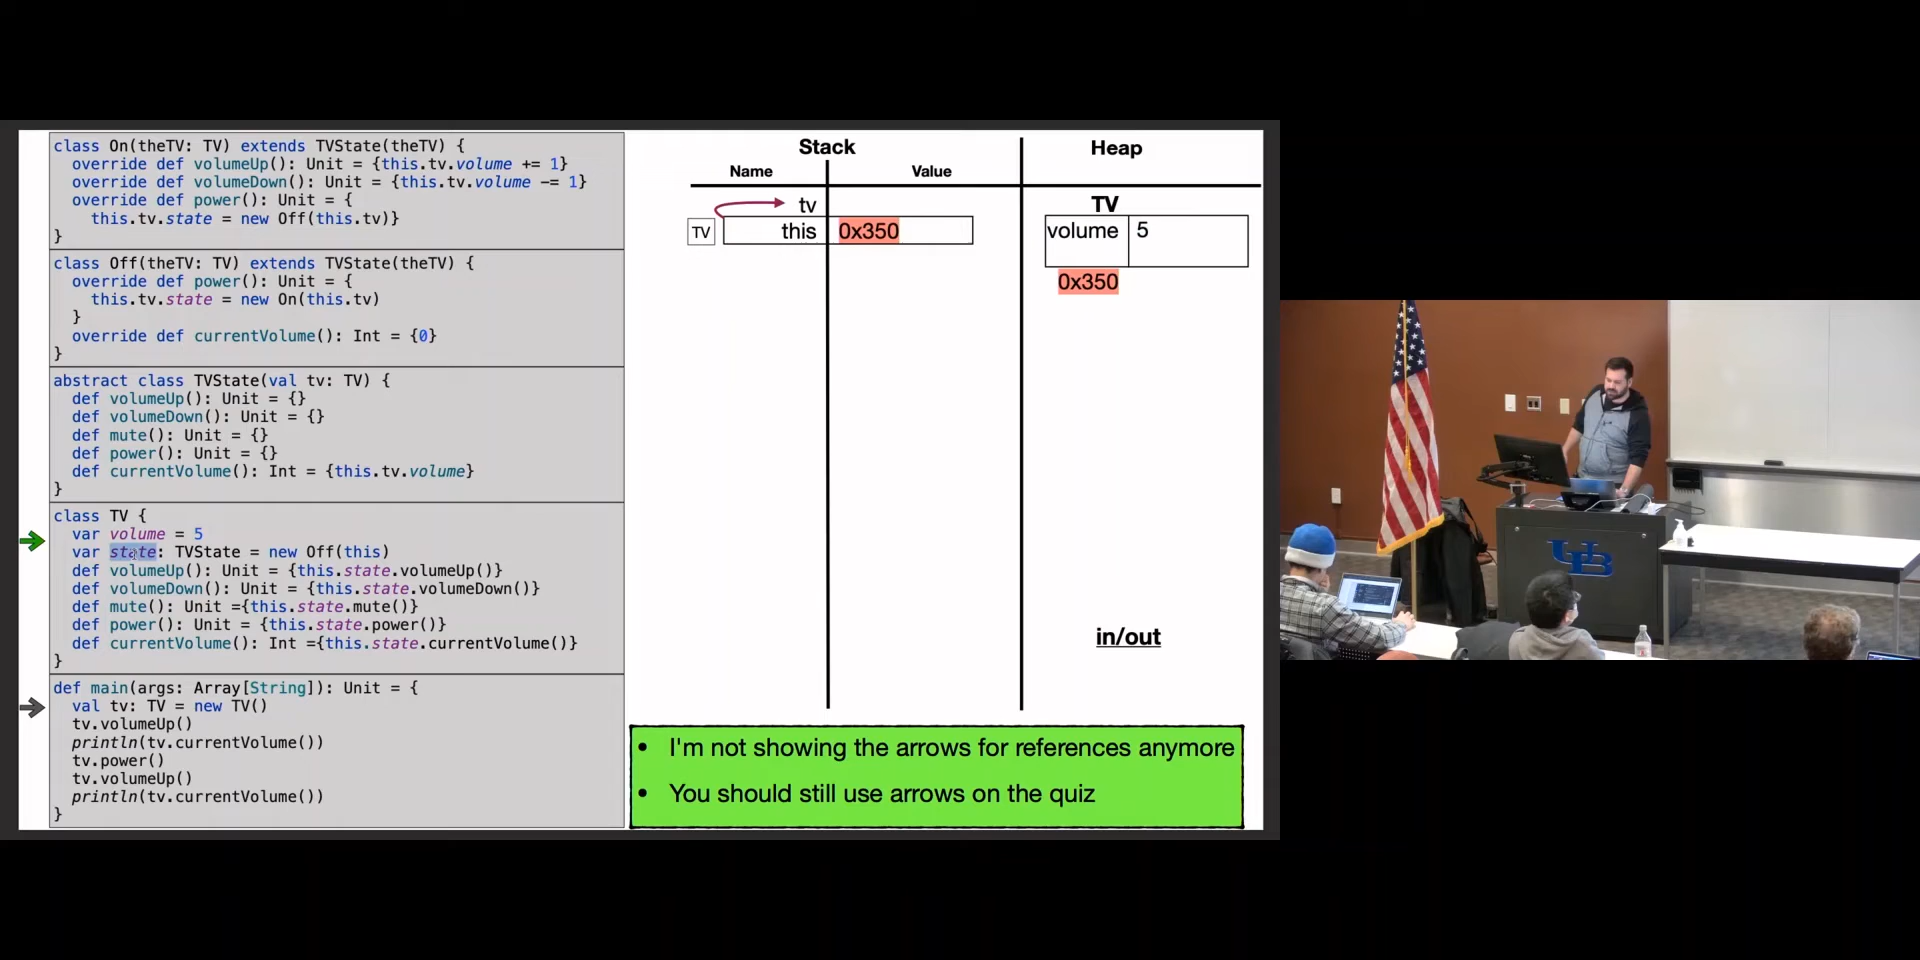 class On(theTV: TV) extends TVState(theTV) {
  override def volumeUp(): Unit = {this.tv.volume += 1}
  override def volumeDown(): Unit = {this.tv.volume -= 1}
  override def power(): Unit = {
    this.tv.state = new Off(this.tv)}
}
class Off(theTV: TV) extends TVState(theTV) {
  override def power(): Unit = {
    this.tv.state = new On(this.tv)
  }
  override def currentVolume(): Int = {0}
}
abstract class TVState(val tv: TV) {
  def volumeUp(): Unit = {}
  def volumeDown(): Unit = {}
  def mute(): Unit = {}
  def power(): Unit = {}
  def currentVolume(): Int = {this.tv.volume}
}
class TV {
  var volume = 5
  var state: TVState = new Off(this)
  def volumeUp(): Unit = {this.state.volumeUp()}
  def volumeDown(): Unit = {this.state.volumeDown()}
  def mute(): Unit ={this.state.mute()}
  def power(): Unit = {this.state.power()}
  def currentVolume(): Int ={this.state.currentVolume()}
}
def main(args: Array[String]): Unit = {
  val tv: TV = new TV()
  tv.volumeUp()
  println(tv.currentVolume())
  tv.power()
  tv.volumeUp()
  println(tv.currentVolume())
}
Stack
Name Value
tv
TV this 0x350
Heap
TV
volume 5
0x350
in/out
• I'm not showing the arrows for references anymore
• You should still use arrows on the quiz
UB